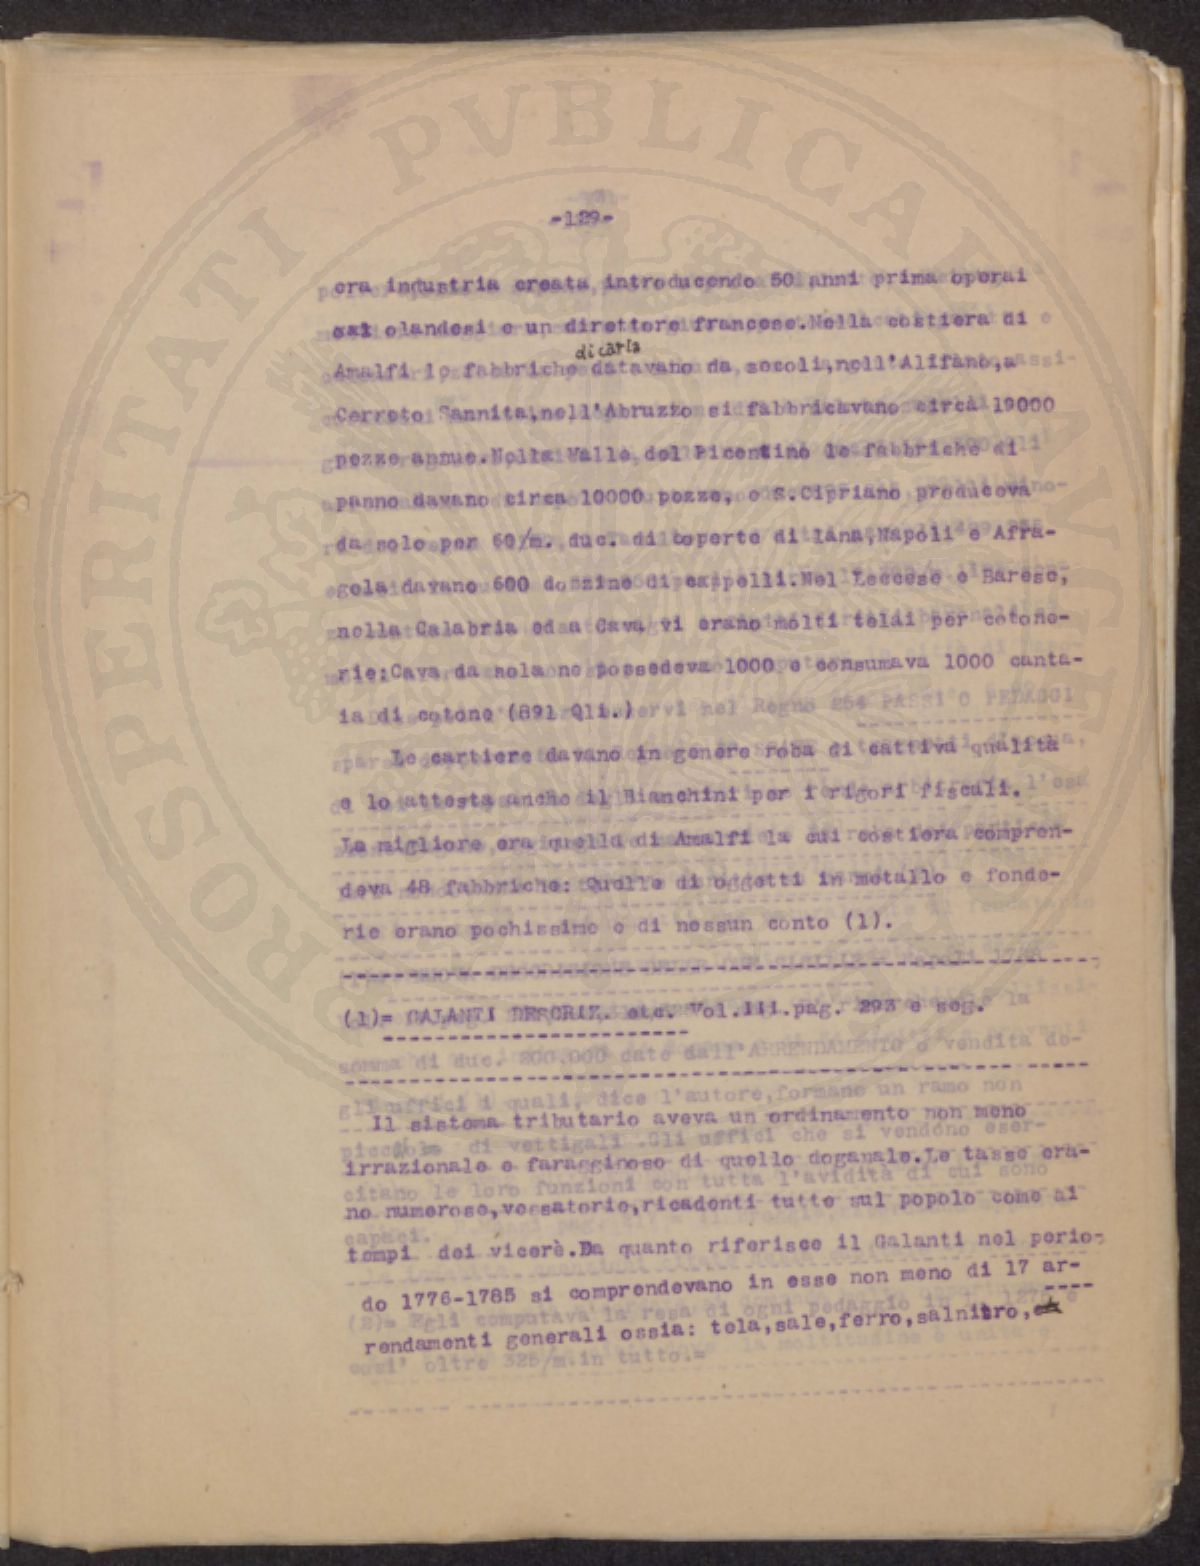 PROSPERITATI PVBLICAE AVGENDAE
-129-
era industria creata introducendo 50 anni prima operai
olandesi e un direttore francese.Nella costiera di
di carta
Amalfi le fabbriche datavano da secoli,nell'Alifano,a
Cerreto Sannita,nell'Abruzzo si fabbricavano circa 19000
pezze annue.Nella Valle del Picentino le fabbriche di
panno davano circa 10000 pezze, e S.Cipriano produceva
da solo per 60/m. duc. di coperte di lana,Napoli e Afra-
gola davano 600 dozzine di cappelli.Nel Leccese e Barese,
nella Calabria ed a Cava vi erano molti telai per cotone-
rie:Cava da sola ne possedeva 1000 e consumava 1000 canta-
ia di cotone (891 Qli.)
Le cartiere davano in genere roba di cattiva qualità
e lo attesta anche il Bianchini per i rigori fiscali.
La migliore era quella di Amalfi la cui costiera compren-
deva 48 fabbriche: Quelle di oggetti in metallo e fonde-
rie erano pochissime e di nessun conto (1).
(1)= GALANTI DESCRIZ. etc. Vol.III.pag. 293 e seg.
Il sistema tributario aveva un ordinamento non meno
irrazionale e farragginoso di quello doganale.Le tasse era-
no numerose,vessatorie,ricadenti tutte sul popolo come ai
tempi dei vicerè.Da quanto riferisce il Galanti nel perio-
do 1776-1785 si comprendevano in esse non meno di 17 ar-
rendamenti generali ossia: tela,sale,ferro,salnitro,